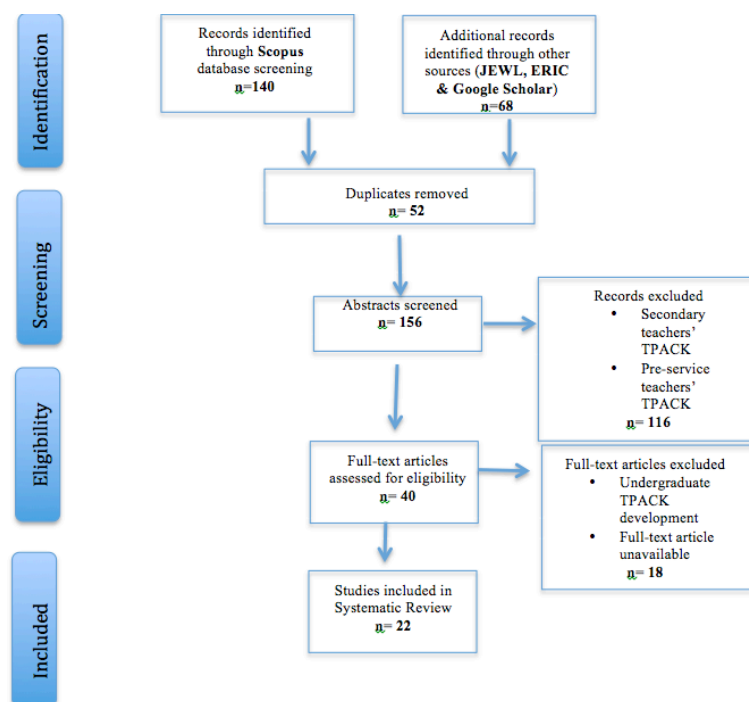 Identification
Records identified
through Scopus
database screening
n=140
Additional records
identified through other
sources (JEWL, ERIC
& Google Scholar)
n=68
Duplicates removed
n= 52
Screening
Abstracts screened
n= 156
Records excluded
• Secondary
teachers'
TPACK
• Pre-service
teachers'
TPACK
n= 116
Eligibility
Full-text articles
assessed for eligibility
n= 40
Full-text articles excluded
• Undergraduate
TPACK
development
• Full-text article
unavailable
n= 18
Included
Studies included in
Systematic Review
n= 22